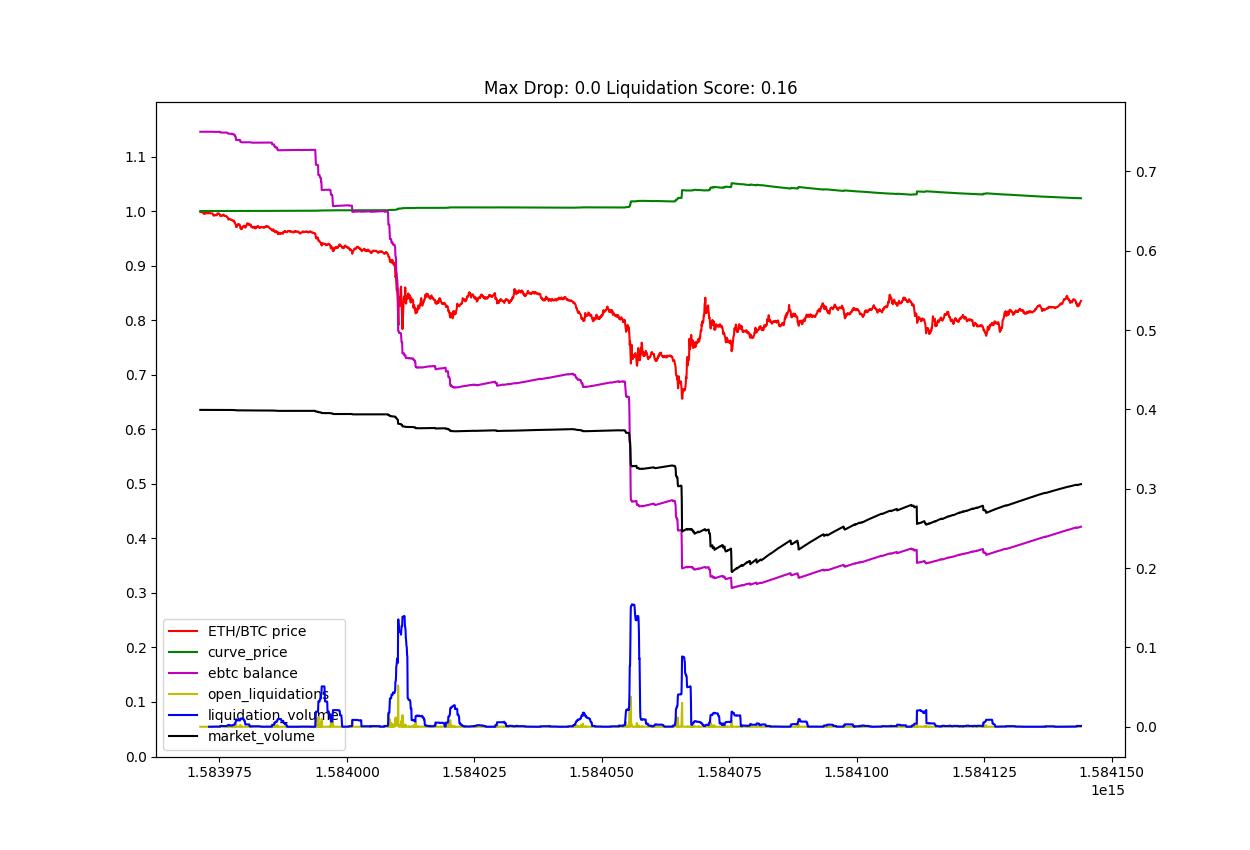 Max Drop: 0.0 Liquidation Score: 0.16
1.1
1.0
0.9
0.8
0.7
0.6
0.5
0.4
0.3
0.2
0.1
0.0
0.7
0.6
0.5
0.4
0.3
0.2
0.1
0.0
ETH/BTC price
curve_price
ebtc balance
open_liquidations
liquidation_volume
market_volume
1.583975 1.584000 1.584025 1.584050 1.584075 1.584100 1.584125 1.584150
1e15